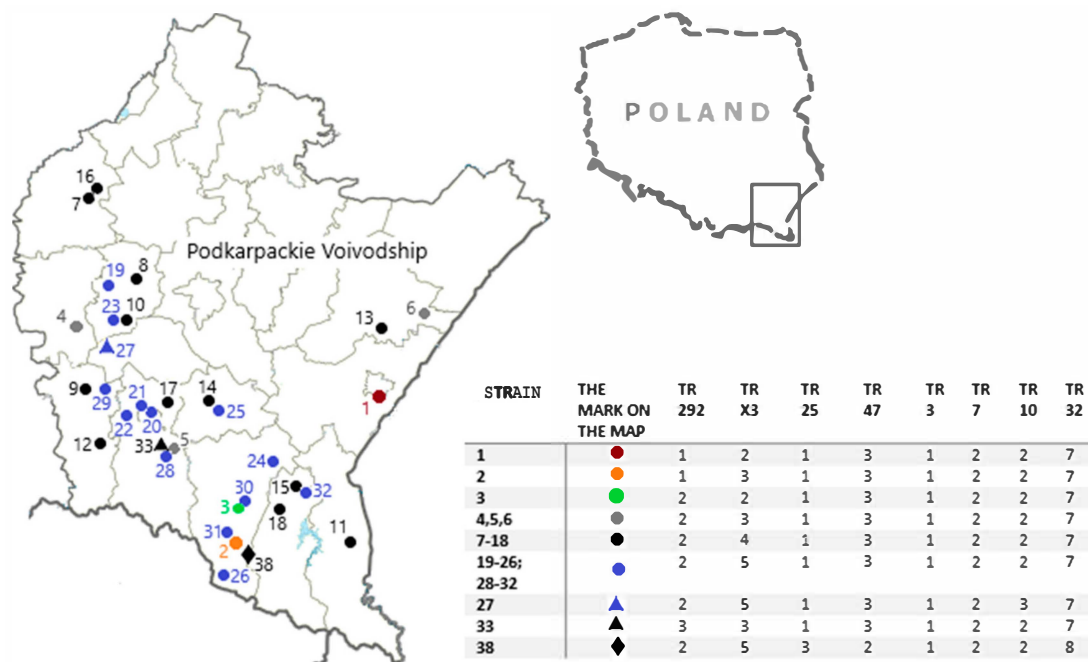 POLAND
16
7
Podkarpackie Voivodship
19
8
23
10
4
6
13
27
9
29
21
17
14
25
22
20
1
12
33
5
28
24
30
15
32
3
18
31
11
2
38
26
STRAIN THE MARK ON THE MAP TR 292 TR X3 TR 25 TR 47 TR 3 TR 7 TR 10 TR 32
1 1 2 1 3 1 2 2 7
2 1 3 1 3 1 2 2 7
3 2 2 1 3 1 2 2 7
4,5,6 2 3 1 3 1 2 2 7
7-18 2 4 1 3 1 2 2 7
19-26; 2 5 1 3 1 2 2 7
28-32
27 2 5 1 3 1 2 3 7
33 3 3 1 3 1 2 2 7
38 2 5 3 2 1 2 2 8